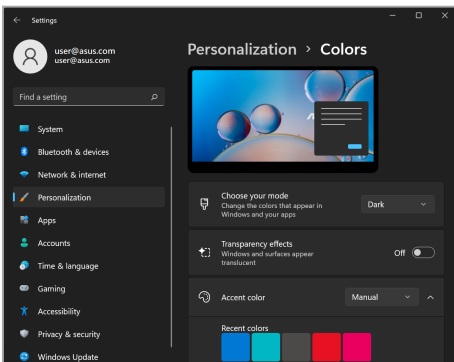 Settings
user@asus.com
user@asus.com
Find a setting
System
Bluetooth & devices
Network & internet
Personalization
Apps
Accounts
Time & language
Gaming
Accessibility
Privacy & security
Windows Update
Personalization > Colors
Choose your mode
Change the colors that appear in
Windows and your apps
Dark
Transparency effects
Windows and surfaces appear
translucent
Off
Accent color
Manual
Recent colors